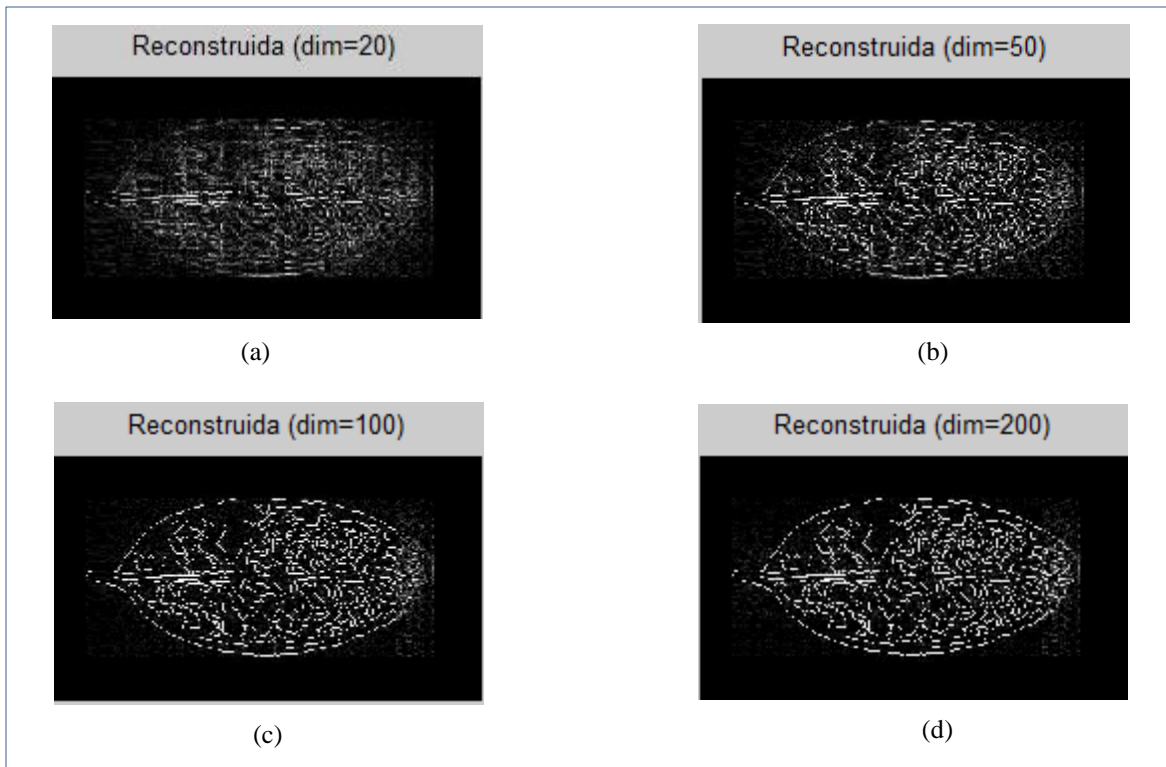 Reconstruida (dim=20)
Reconstruida (dim=50)
(a)
(b)
Reconstruida (dim=100)
Reconstruida (dim=200)
(c)
(d)